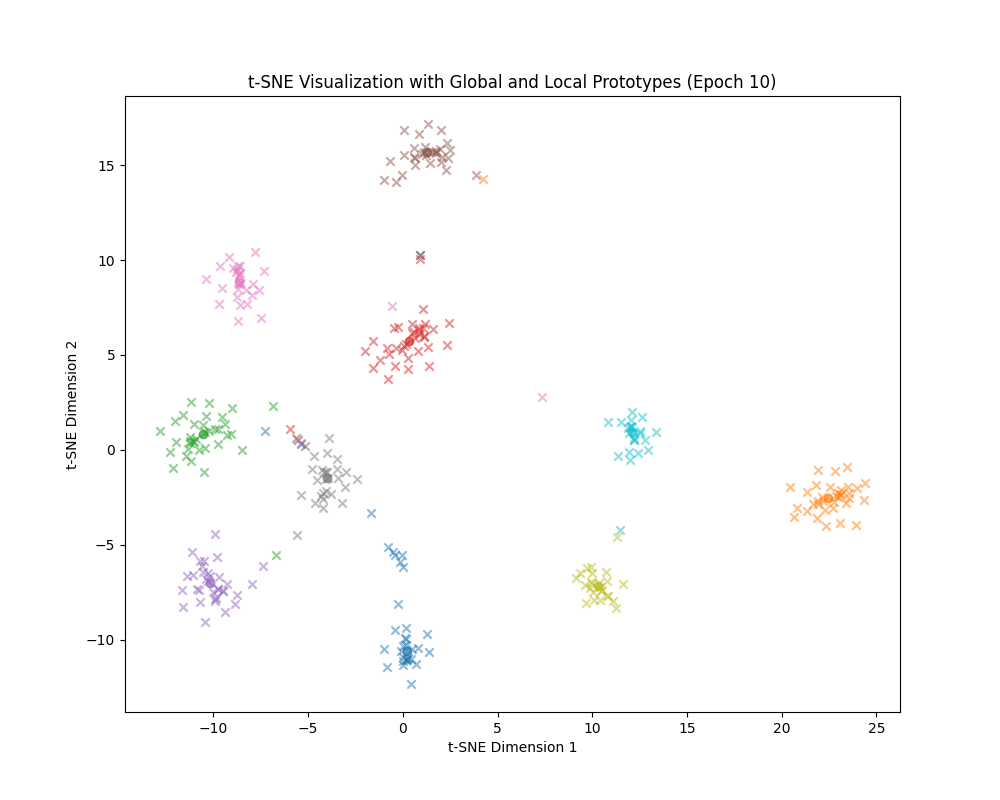 t-SNE Visualization with Global and Local Prototypes (Epoch 10)
15
10
5
0
−5
−10
t-SNE Dimension 2
−10 −5 0 5 10 15 20 25
t-SNE Dimension 1